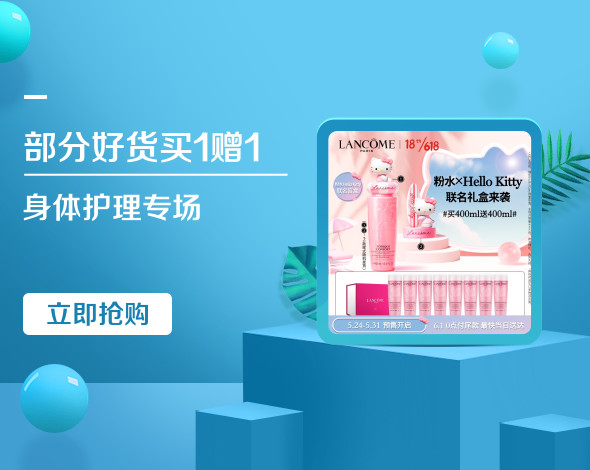 部分好货买1赠1
身体护理专场
立即抢购
LANCÔME
PARIS
618
粉水×Hello Kitty
联名礼盒来袭
#买400ml送400ml#
LANCÔME
5.24-5.31 预售开启